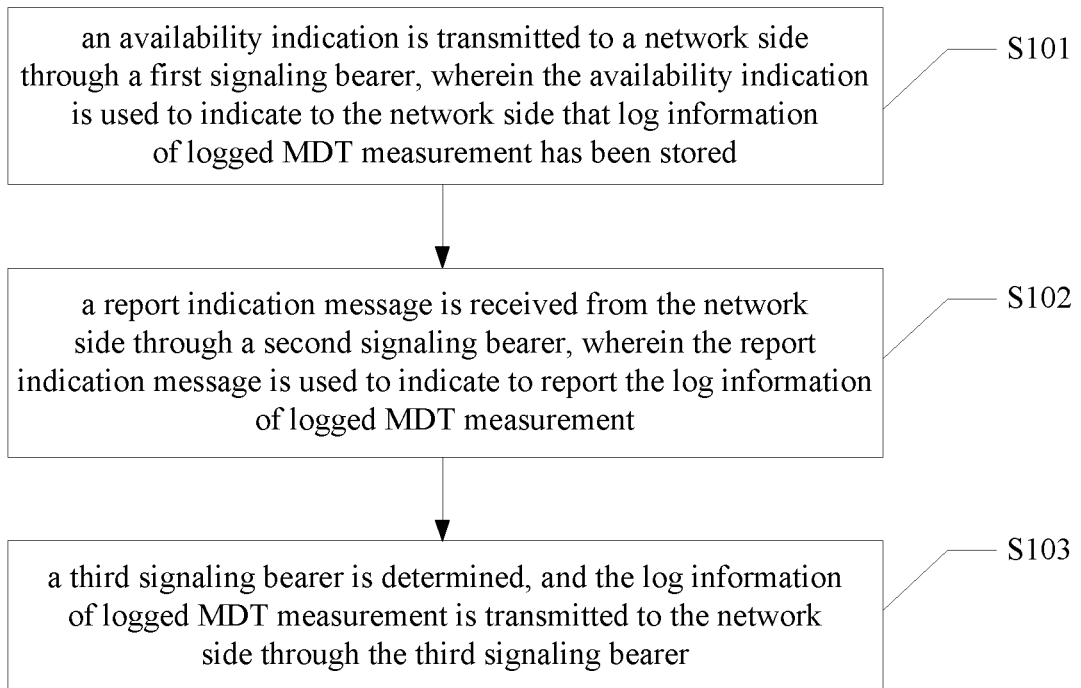 an availability indication is transmitted to a network side
through a first signaling bearer, wherein the availability indication
is used to indicate to the network side that log information
of logged MDT measurement has been stored
S101
a report indication message is received from the network
side through a second signaling bearer, wherein the report
indication message is used to indicate to report the log information
of logged MDT measurement
S102
a third signaling bearer is determined, and the log information
of logged MDT measurement is transmitted to the network
side through the third signaling bearer
S103